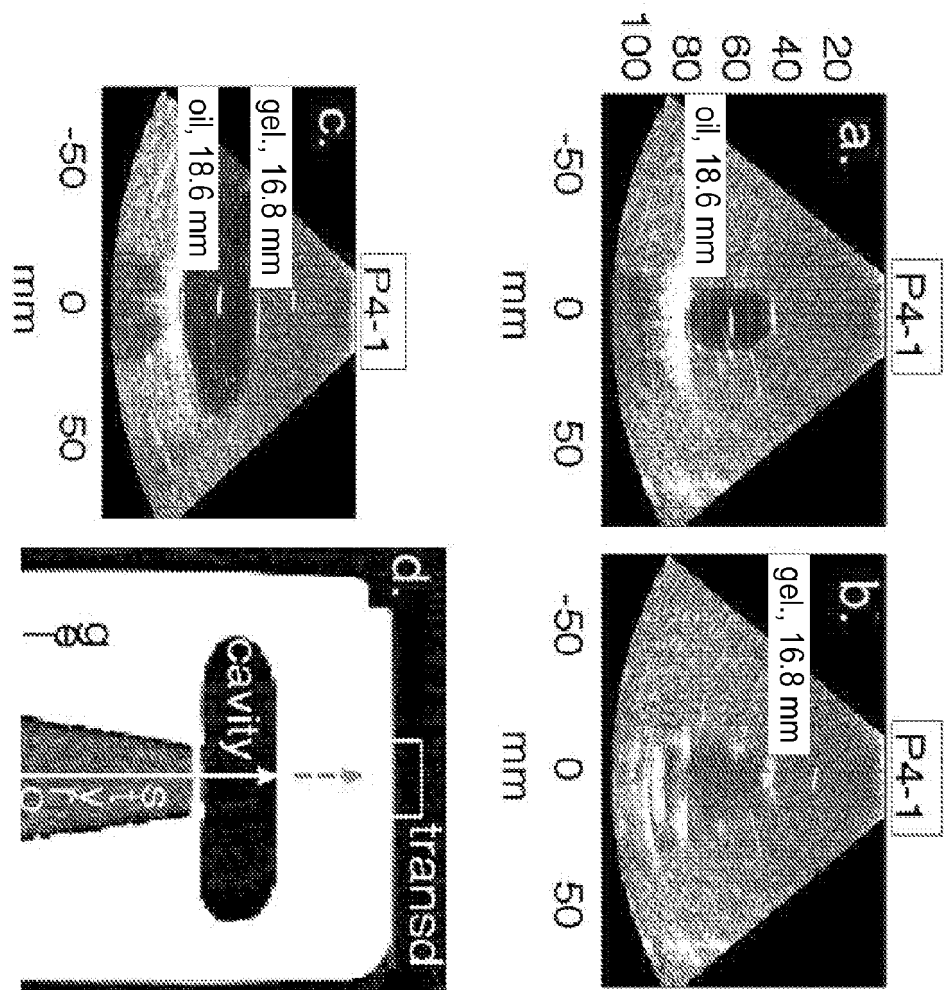 P4-1
a.
20
40
60
80
100
oil, 18.6 mm
-50 0 50
mm
P4-1
b.
gel., 16.8 mm
-50 0 50
mm
P4-1
c.
gel., 16.8 mm
oil, 18.6 mm
-50 0 50
mm
d.
transd
cavity